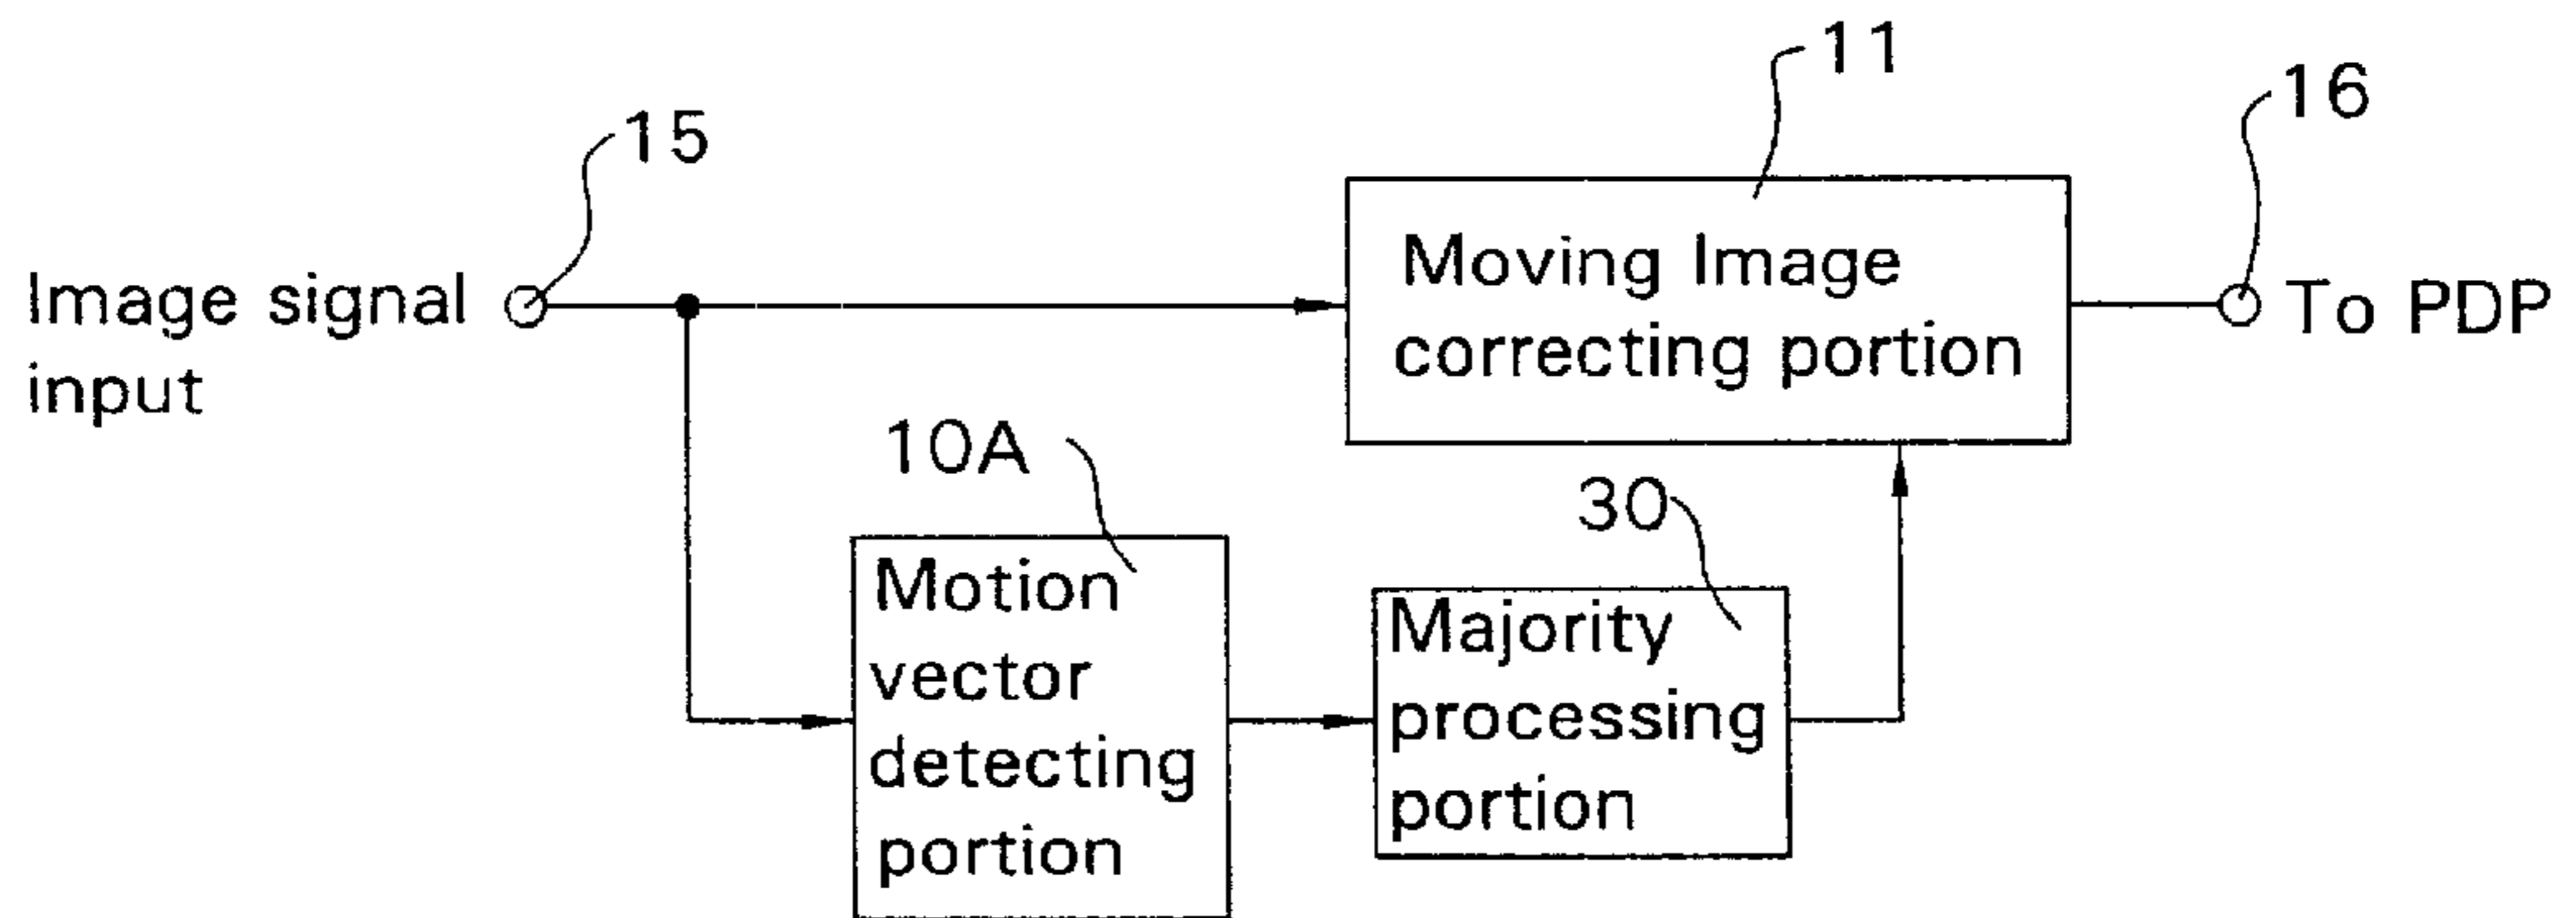 11
16
15
Moving Image
correcting portion
Image signal
input
To PDP
10A
30
Motion
vector
detecting
portion
Majority
processing
portion